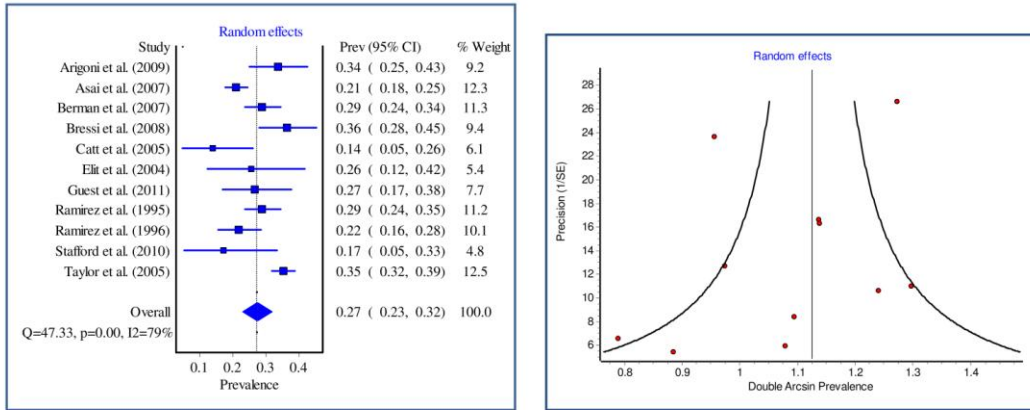 Random effects
Study Prev (95% CI) % Weight
Arigoni et al. (2009) 0.34 ( 0.25, 0.43) 9.2
Asai et al. (2007) 0.21 ( 0.18, 0.25) 12.3
Berman et al. (2007) 0.29 ( 0.24, 0.34) 11.3
Bressi et al. (2008) 0.36 ( 0.28, 0.45) 9.4
Catt et al. (2005) 0.14 ( 0.05, 0.26) 6.1
Elit et al. (2004) 0.26 ( 0.12, 0.42) 5.4
Guest et al. (2011) 0.27 ( 0.17, 0.38) 7.7
Ramirez et al. (1995) 0.29 ( 0.24, 0.35) 11.2
Ramirez et al. (1996) 0.22 ( 0.16, 0.28) 10.1
Stafford et al. (2010) 0.17 ( 0.05, 0.33) 4.8
Taylor et al. (2005) 0.35 ( 0.32, 0.39) 12.5
Overall 0.27 ( 0.23, 0.32) 100.0
Q=47.33, p=0.00, I2=79%
0.1 0.2 0.3 0.4
Prevalence
Random effects
Precision (1/SE)
28
26
24
22
20
18
16
14
12
10
8
6
0.8 0.9 1 1.1 1.2 1.3 1.4
Double Arcsin Prevalence